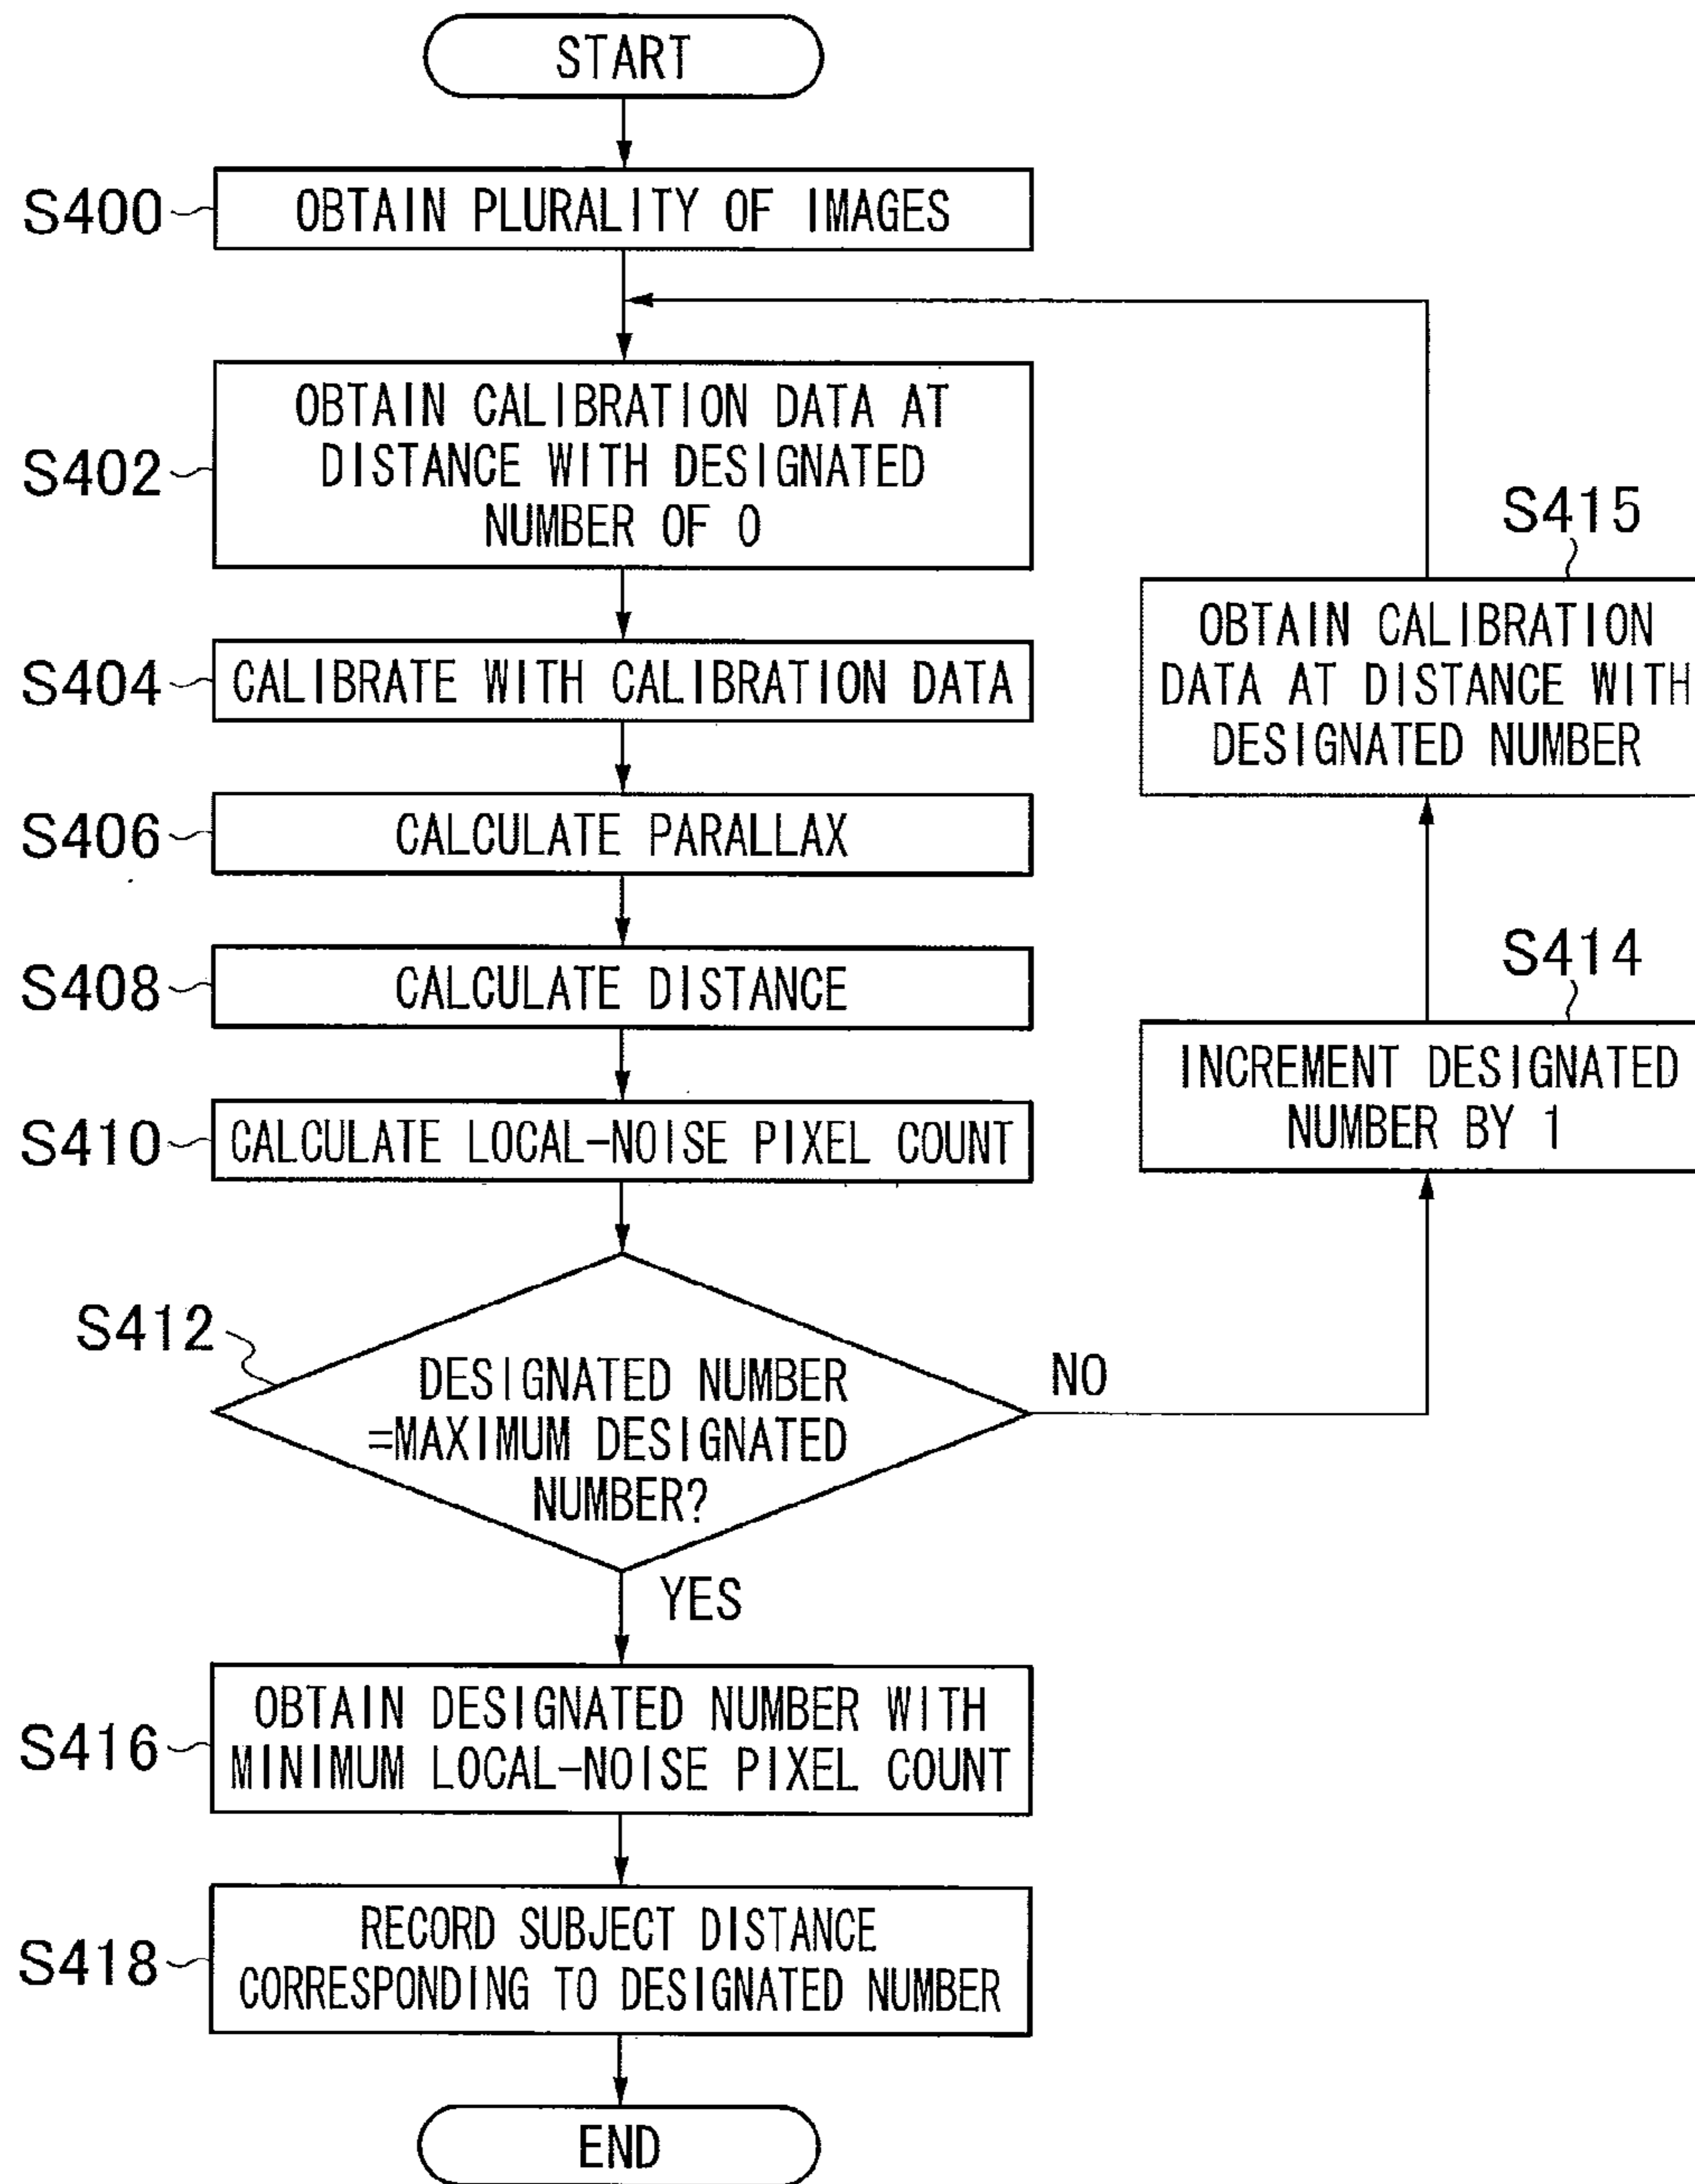 START
S400
OBTAIN PLURALITY OF IMAGES
S402
OBTAIN CALIBRATION DATA AT
DISTANCE WITH DESIGNATED
NUMBER OF 0
S404
CALIBRATE WITH CALIBRATION DATA
S406
CALCULATE PARALLAX
S408
CALCULATE DISTANCE
S410
CALCULATE LOCAL-NOISE PIXEL COUNT
S412
DESIGNATED NUMBER
=MAXIMUM DESIGNATED
NUMBER?
NO
YES
S415
OBTAIN CALIBRATION
DATA AT DISTANCE WITH
DESIGNATED NUMBER
S414
INCREMENT DESIGNATED
NUMBER BY 1
S416
OBTAIN DESIGNATED NUMBER WITH
MINIMUM LOCAL-NOISE PIXEL COUNT
S418
RECORD SUBJECT DISTANCE
CORRESPONDING TO DESIGNATED NUMBER
END